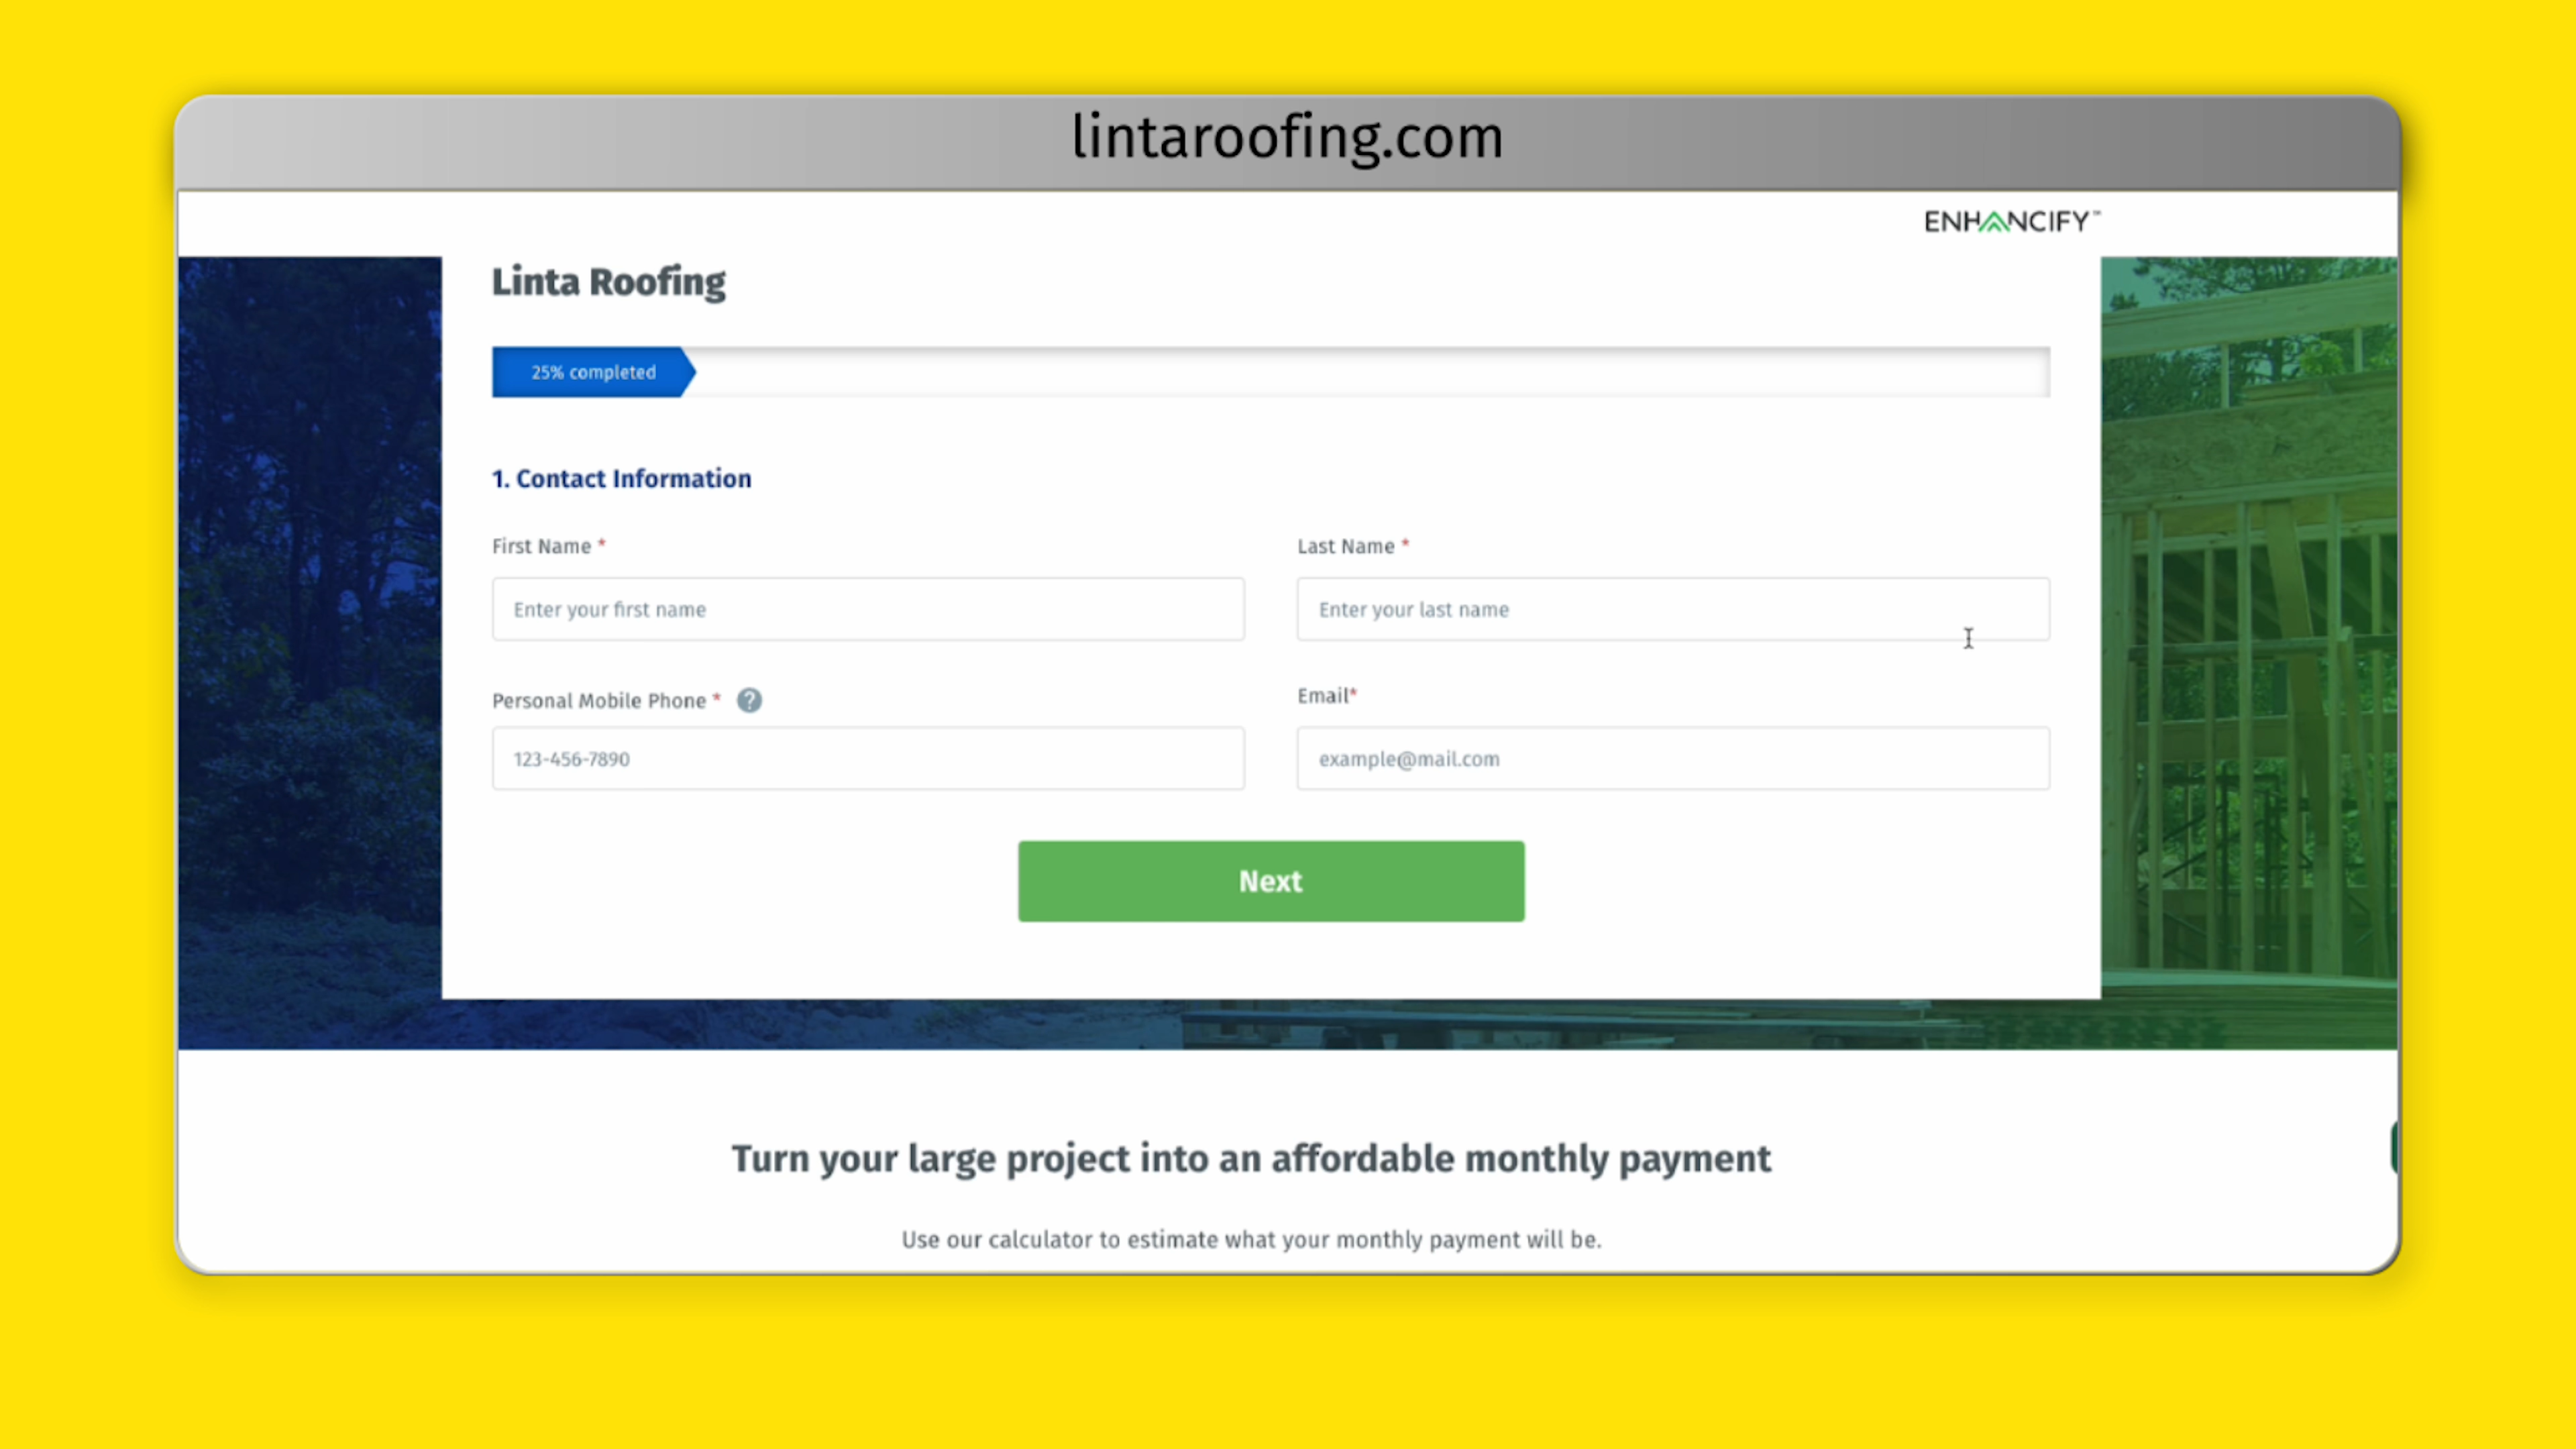 lintaroofing.com
ENHANCIFY™
Linta Roofing
25% completed
1. Contact Information
First Name *
Last Name *
Enter your first name
Enter your last name
Personal Mobile Phone * ?
Email*
123-456-7890
example@mail.com
Next
Turn your large project into an affordable monthly payment
Use our calculator to estimate what your monthly payment will be.